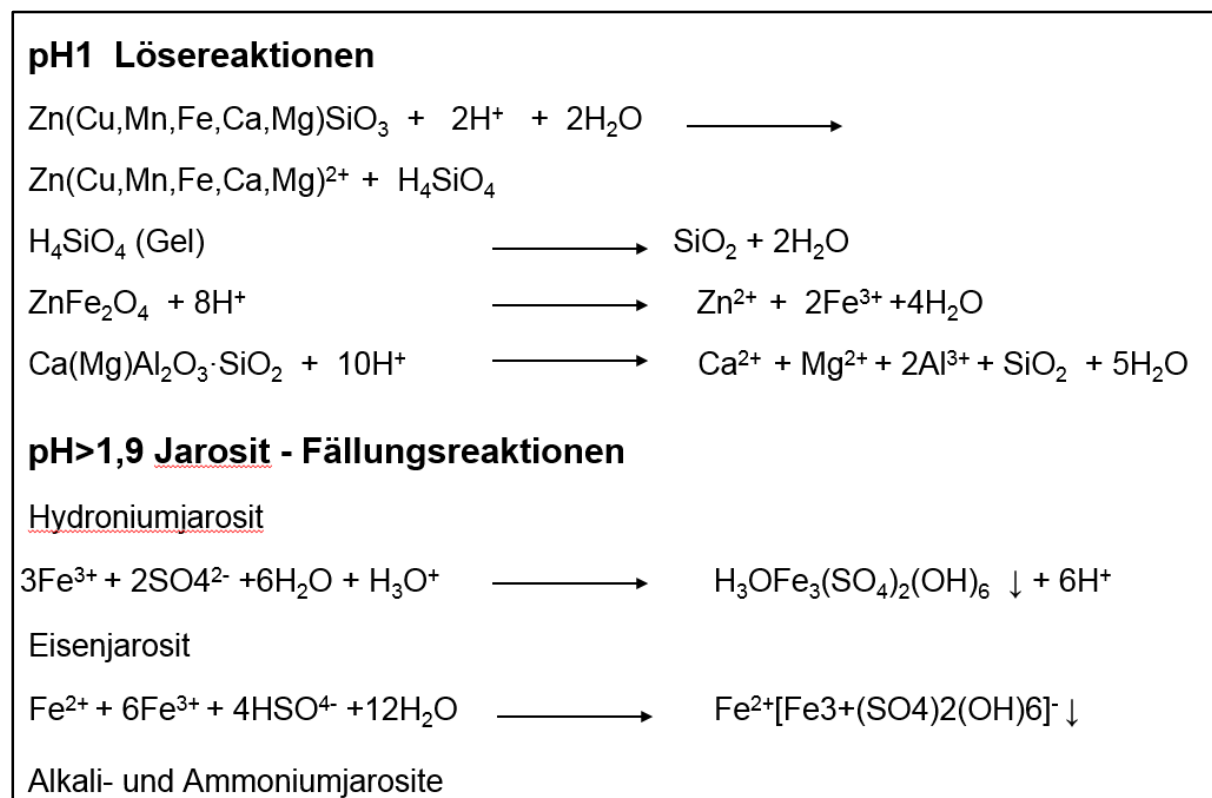 pH1 Lösereaktionen
Zn(Cu,Mn,Fe,Ca,Mg)SiO₃ + 2H⁺ + 2H₂O ⟶
Zn(Cu,Mn,Fe,Ca,Mg)²⁺ + H₄SiO₄
H₄SiO₄ (Gel) ⟶ SiO₂ + 2H₂O
ZnFe₂O₄ + 8H⁺ ⟶ Zn²⁺ + 2Fe³⁺ +4H₂O
Ca(Mg)Al₂O₃·SiO₂ + 10H⁺ ⟶ Ca²⁺ + Mg²⁺ + 2Al³⁺ + SiO₂ + 5H₂O
pH>1,9 Jarosit - Fällungsreaktionen
Hydroniumjarosit
3Fe³⁺ + 2SO4²⁻ +6H₂O + H₃O⁺ ⟶ H₃OFe₃(SO₄)₂(OH)₆ ↓ + 6H⁺
Eisenjarosit
Fe²⁺ + 6Fe³⁺ + 4HSO⁴⁻ +12H₂O ⟶ Fe²⁺[Fe3+(SO4)2(OH)6]⁻ ↓
Alkali- und Ammoniumjarosite